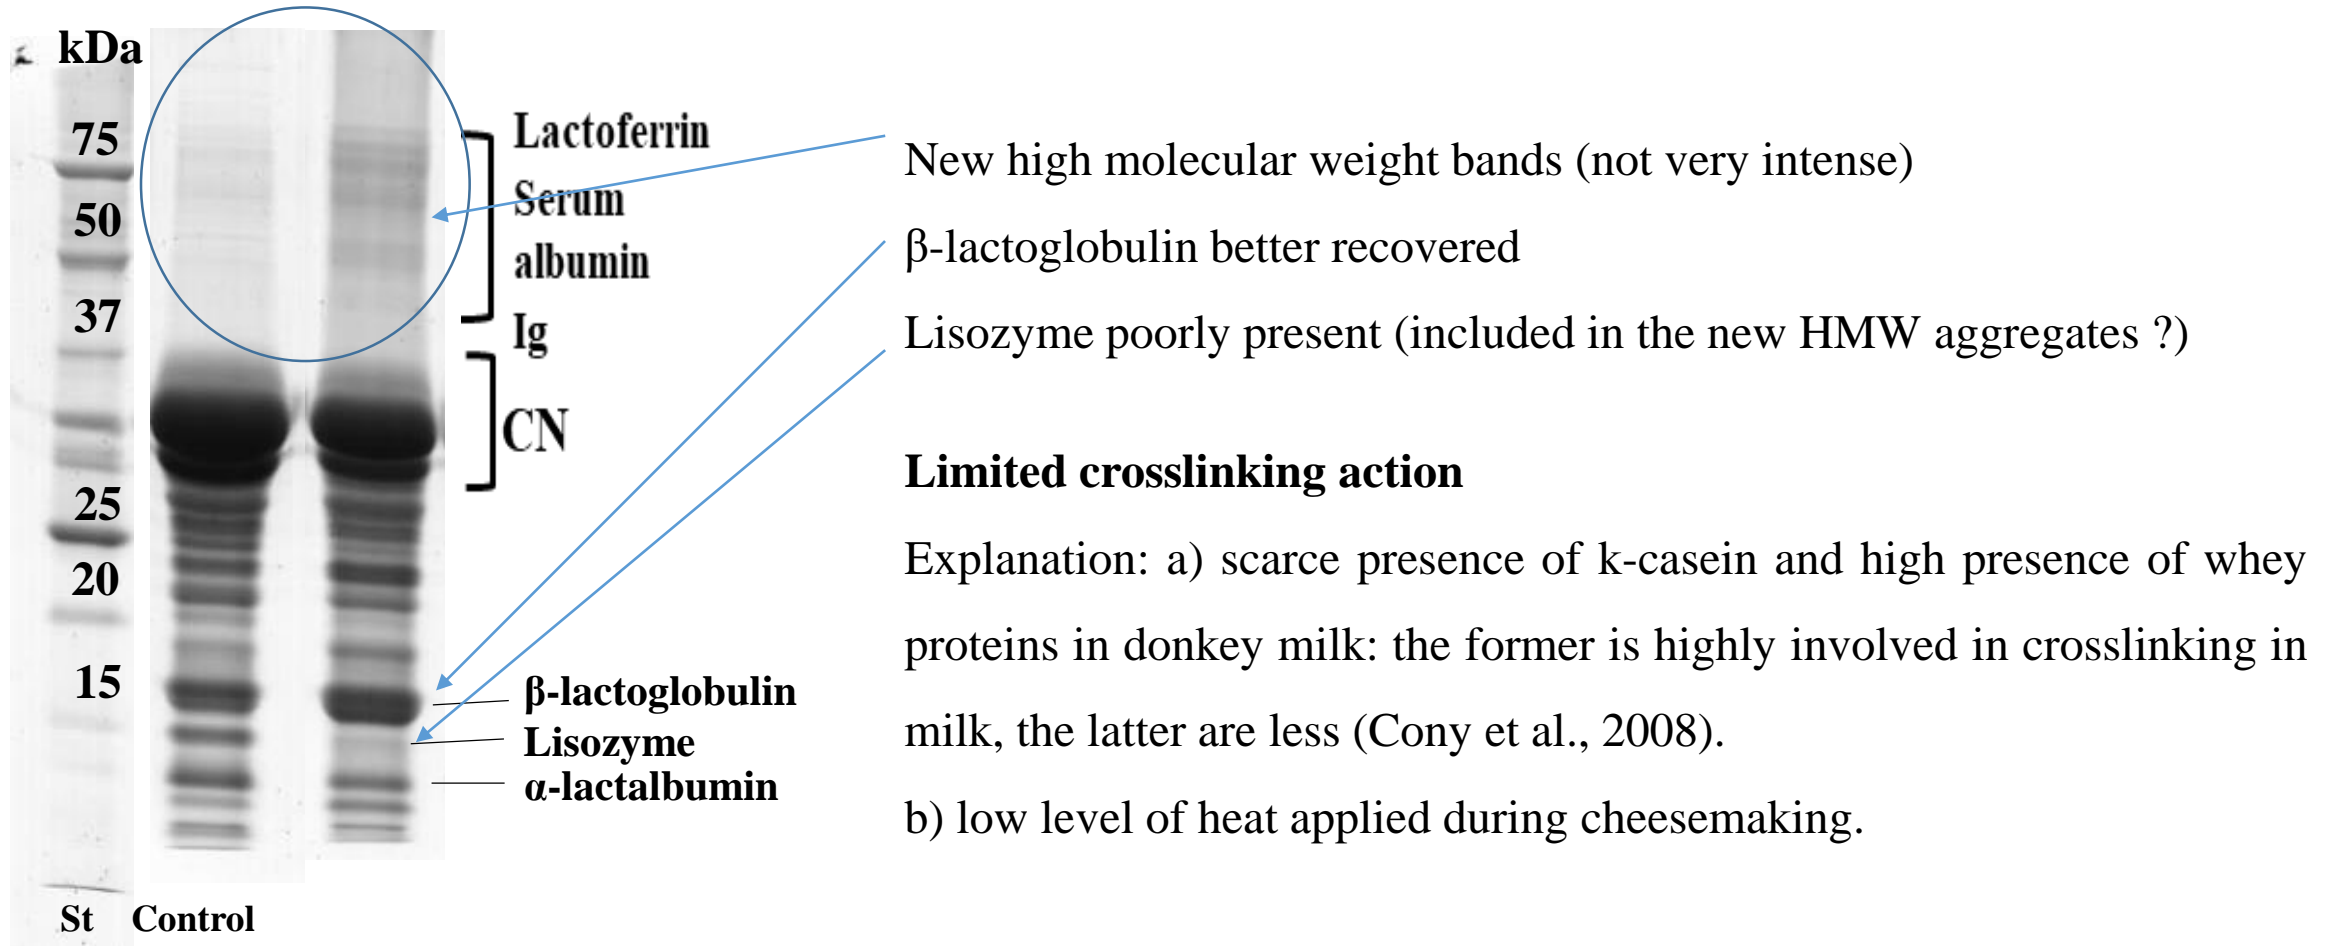 kDa
75
50
37
25
20
15
St Control
Lactoferrin
Serum
albumin
Ig
CN
β-lactoglobulin
Lisozyme
α-lactalbumin
New high molecular weight bands (not very intense)
β-lactoglobulin better recovered
Lisozyme poorly present (included in the new HMW aggregates ?)
Limited crosslinking action
Explanation: a) scarce presence of k-casein and high presence of whey
proteins in donkey milk: the former is highly involved in crosslinking in
milk, the latter are less (Cony et al., 2008).
b) low level of heat applied during cheesemaking.